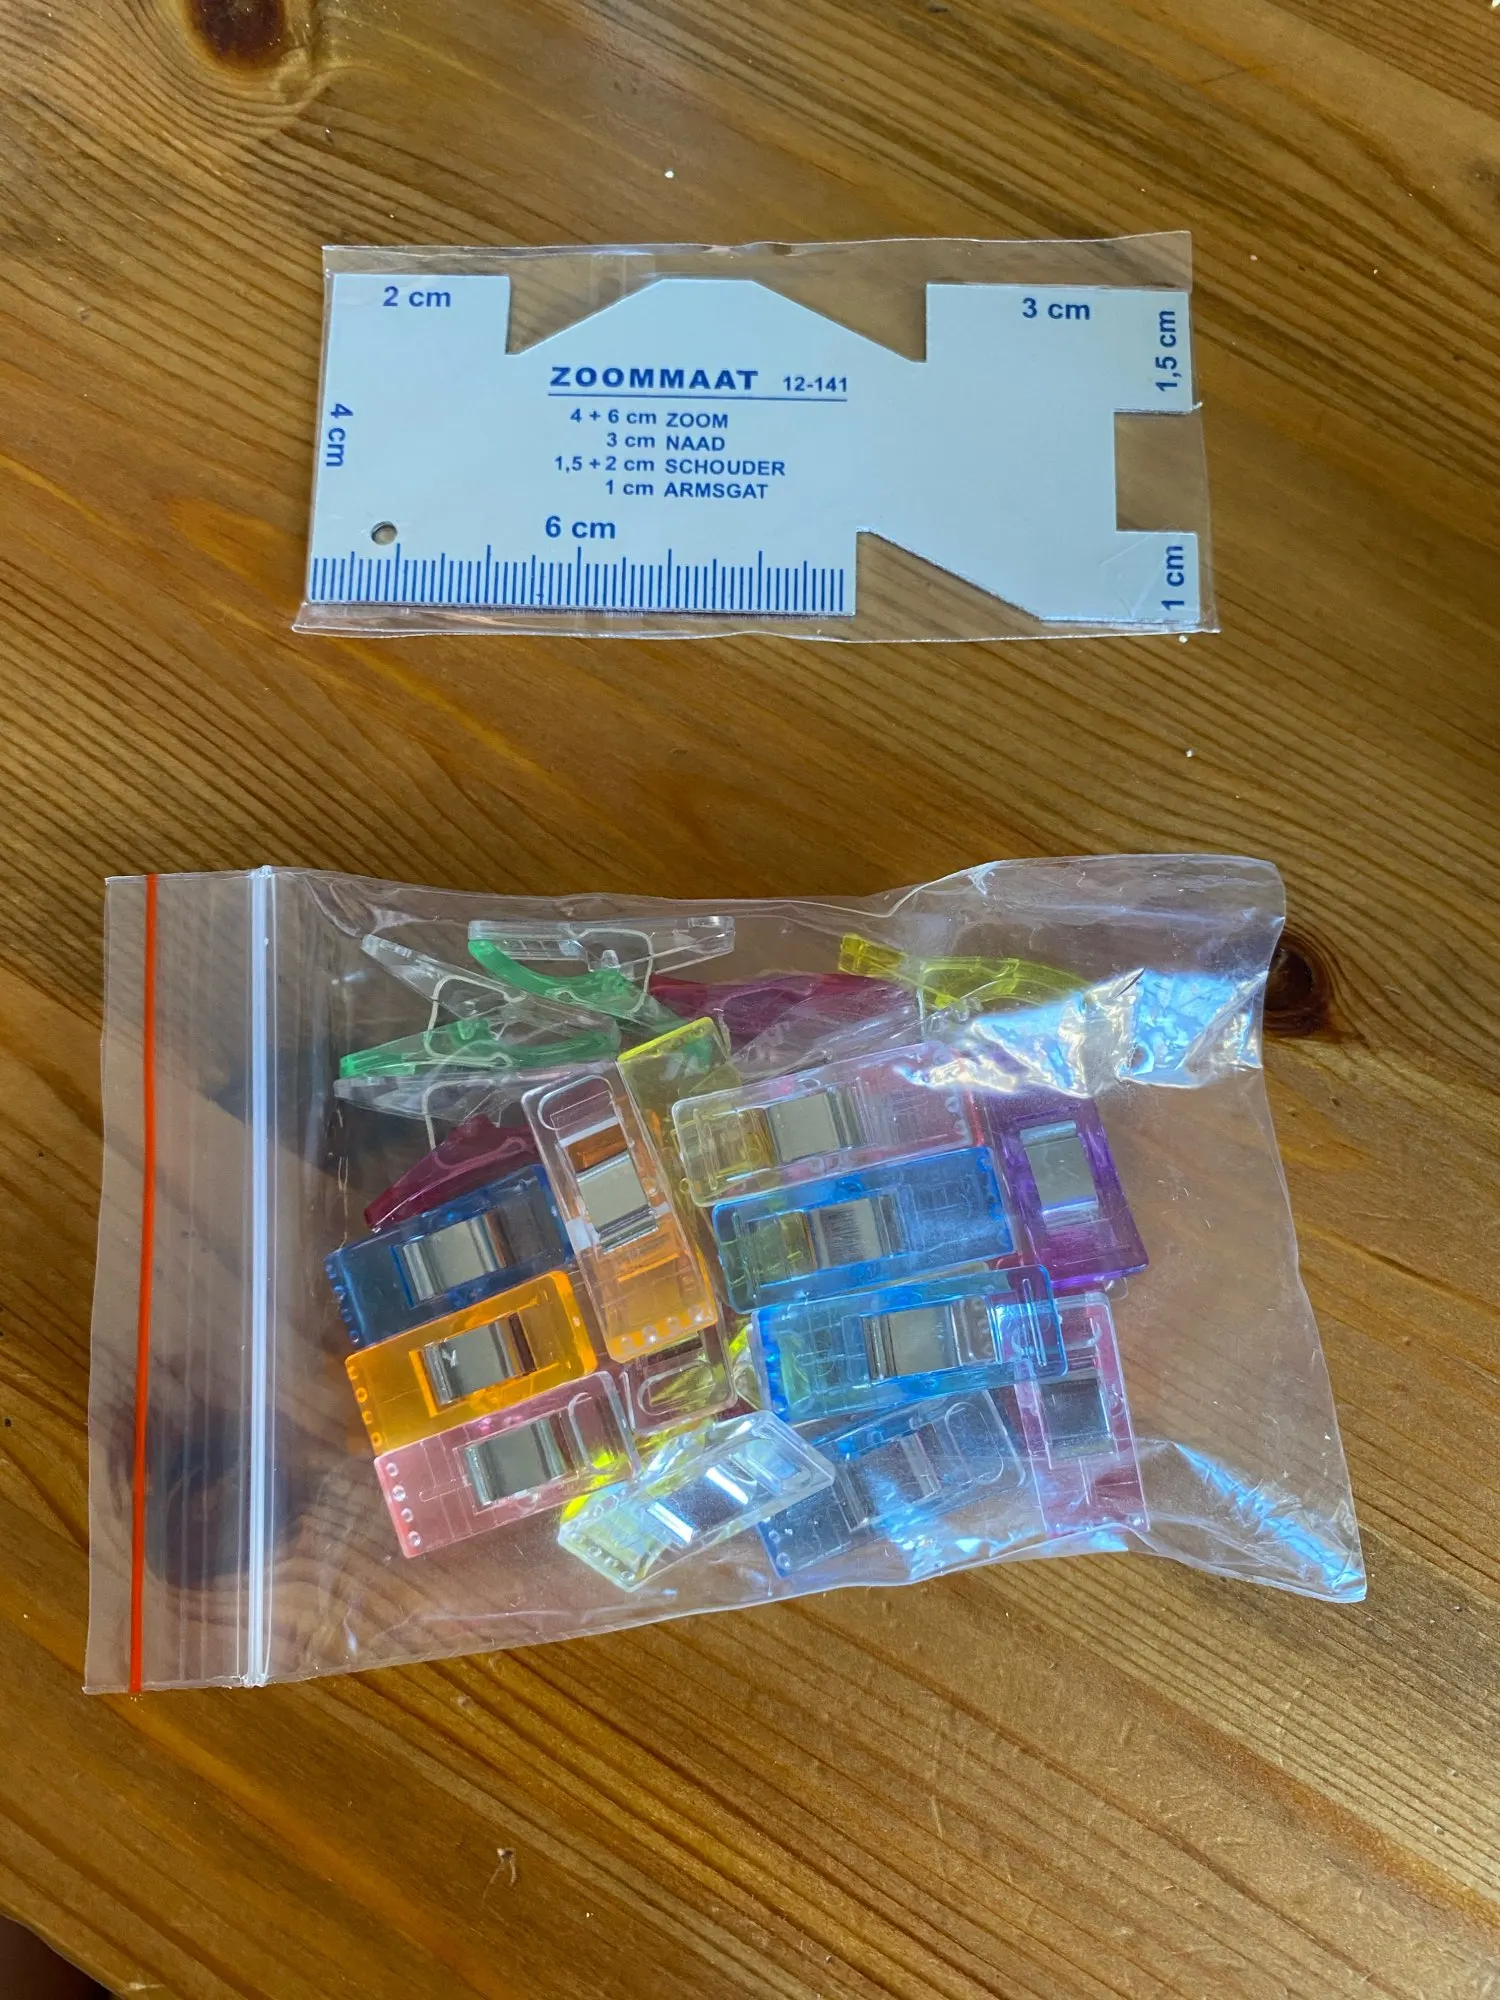 2 cm
3 cm
1,5 cm
ZOOMMAAT 12-141
4 + 6 cm ZOOM
3 cm NAAD
1,5 + 2 cm SCHOUDER
1 cm ARMSGAT
4 cm
6 cm
1 cm